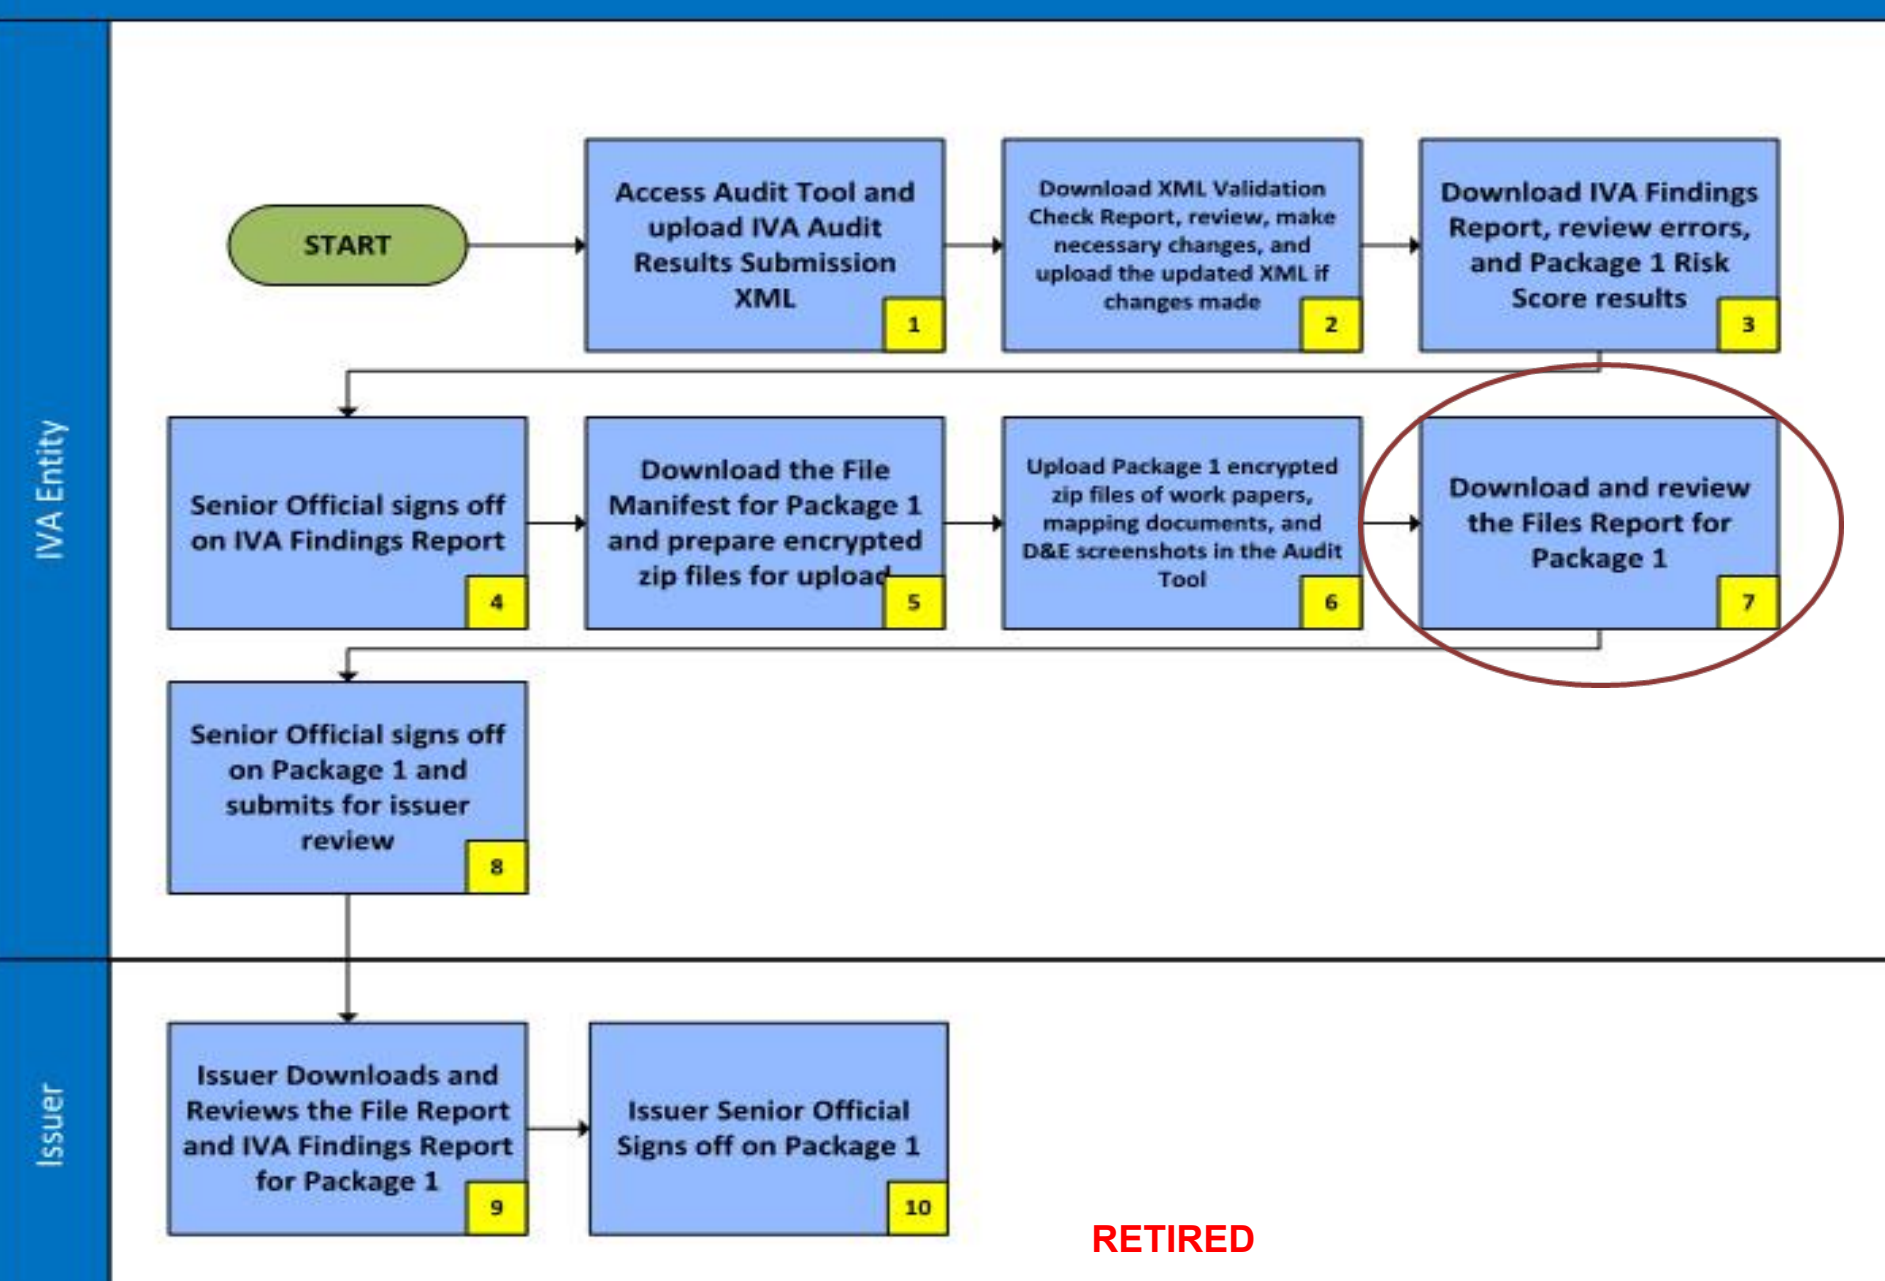 IVA Entity
START
Access Audit Tool and
upload IVA Audit
Results Submission
XML
1
Download XML Validation
Check Report, review, make
necessary changes, and
upload the updated XML if
changes made
2
Download IVA Findings
Report, review errors,
and Package 1 Risk
Score results
3
Senior Official signs off
on IVA Findings Report
4
Download the File
Manifest for Package 1
and prepare encrypted
zip files for upload
5
Upload Package 1 encrypted
zip files of work papers,
mapping documents, and
D&E screenshots in the Audit
Tool
6
Download and review
the Files Report for
Package 1
7
Senior Official signs off
on Package 1 and
submits for issuer
review
8
Issuer
Issuer Downloads and
Reviews the File Report
and IVA Findings Report
for Package 1
9
Issuer Senior Official
Signs off on Package 1
10
RETIRED